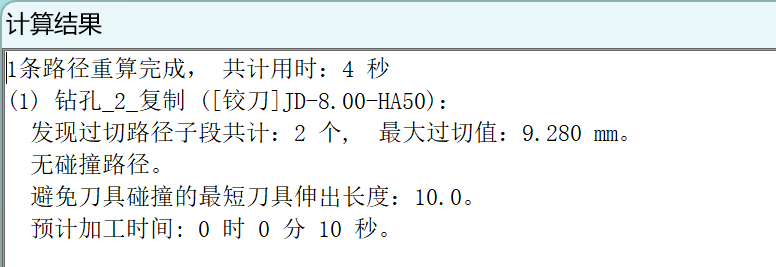 计算结果
1条路径重算完成， 共计用时：4 秒
(1) 钻孔_2_复制 ([铰刀]JD-8.00-HA50)：
发现过切路径子段共计：2 个， 最大过切值：9.280 mm。
无碰撞路径。
避免刀具碰撞的最短刀具伸出长度：10.0。
预计加工时间: 0 时 0 分 10 秒。